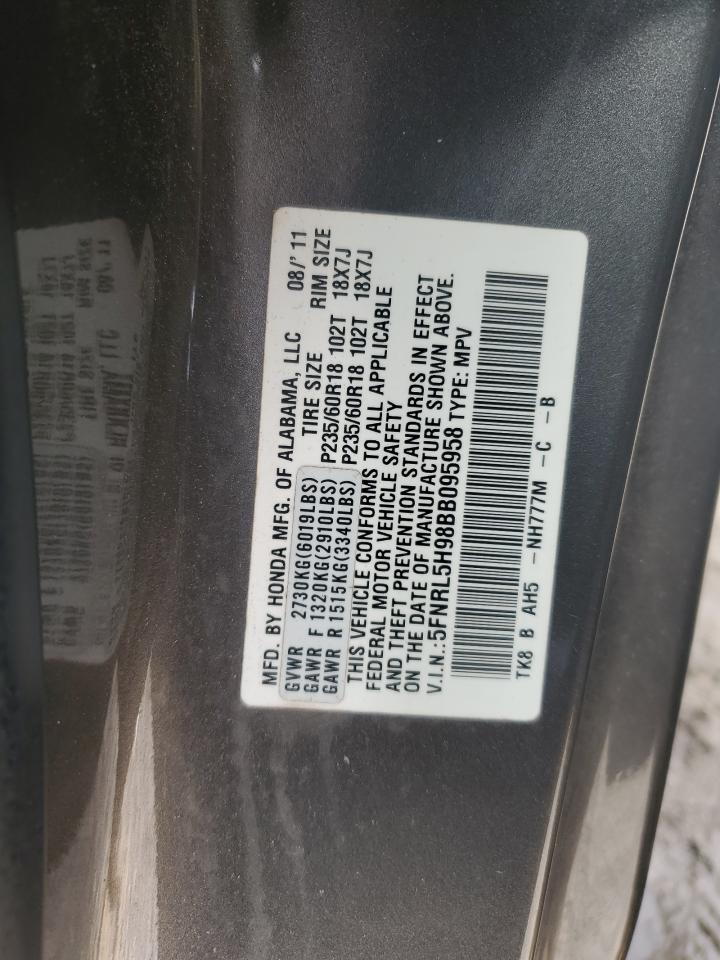 MFD. BY HONDA MFG. OF ALABAMA, LLC 08/'11
GVWR 2730KG(6019LBS) TIRE SIZE RIM SIZE
GAWR F 1320KG(2910LBS) P235/60R18 102T 18X7J
GAWR R 1515KG(3340LBS) P235/60R18 102T 18X7J
THIS VEHICLE CONFORMS TO ALL APPLICABLE
FEDERAL MOTOR VEHICLE SAFETY
AND THEFT PREVENTION STANDARDS IN EFFECT
ON THE DATE OF MANUFACTURE SHOWN ABOVE.
V.I.N.:5FNRL5H98BB095958 TYPE: MPV
TK8 B AH5 -NH777M -C -B